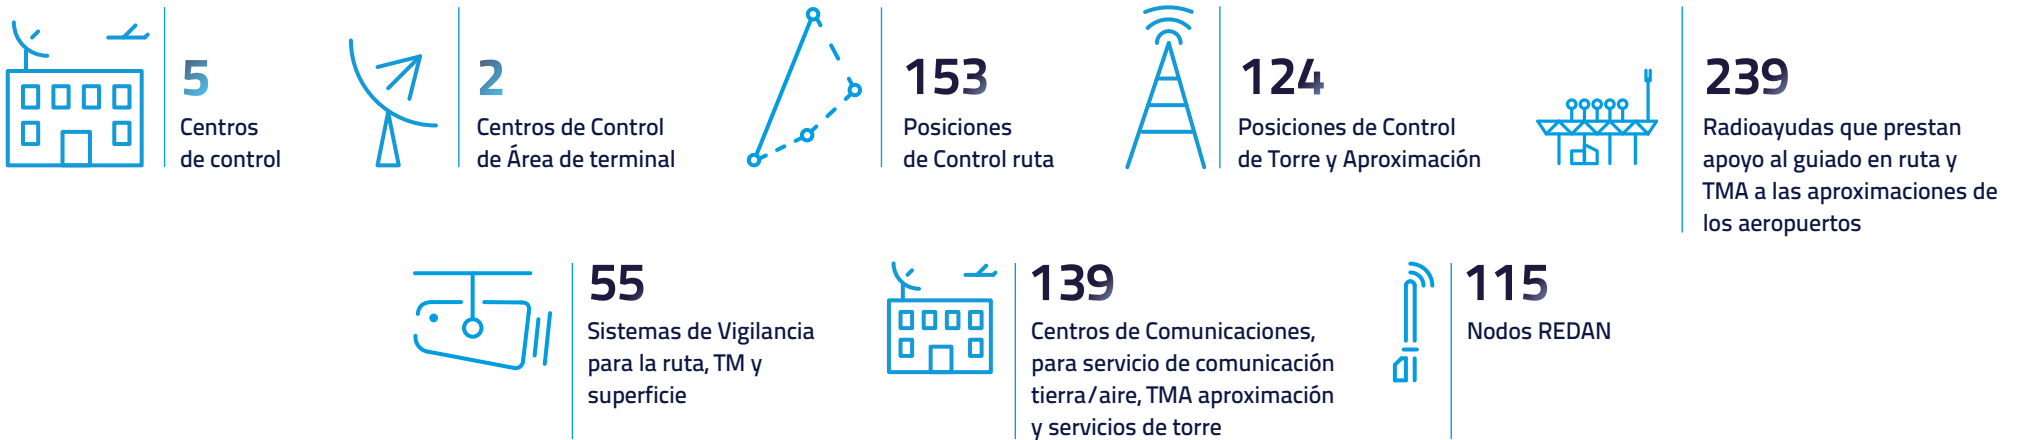 5
Centros
de control
2
Centros de Control
de Área de terminal
153
Posiciones
de Control ruta
124
Posiciones de Control
de Torre y Aproximación
239
Radioayudas que prestan
apoyo al guiado en ruta y
TMA a las aproximaciones de
los aeropuertos
55
Sistemas de Vigilancia
para la ruta, TM y
superficie
139
Centros de Comunicaciones,
para servicio de comunicación
tierra/aire, TMA aproximación
y servicios de torre
115
Nodos REDAN